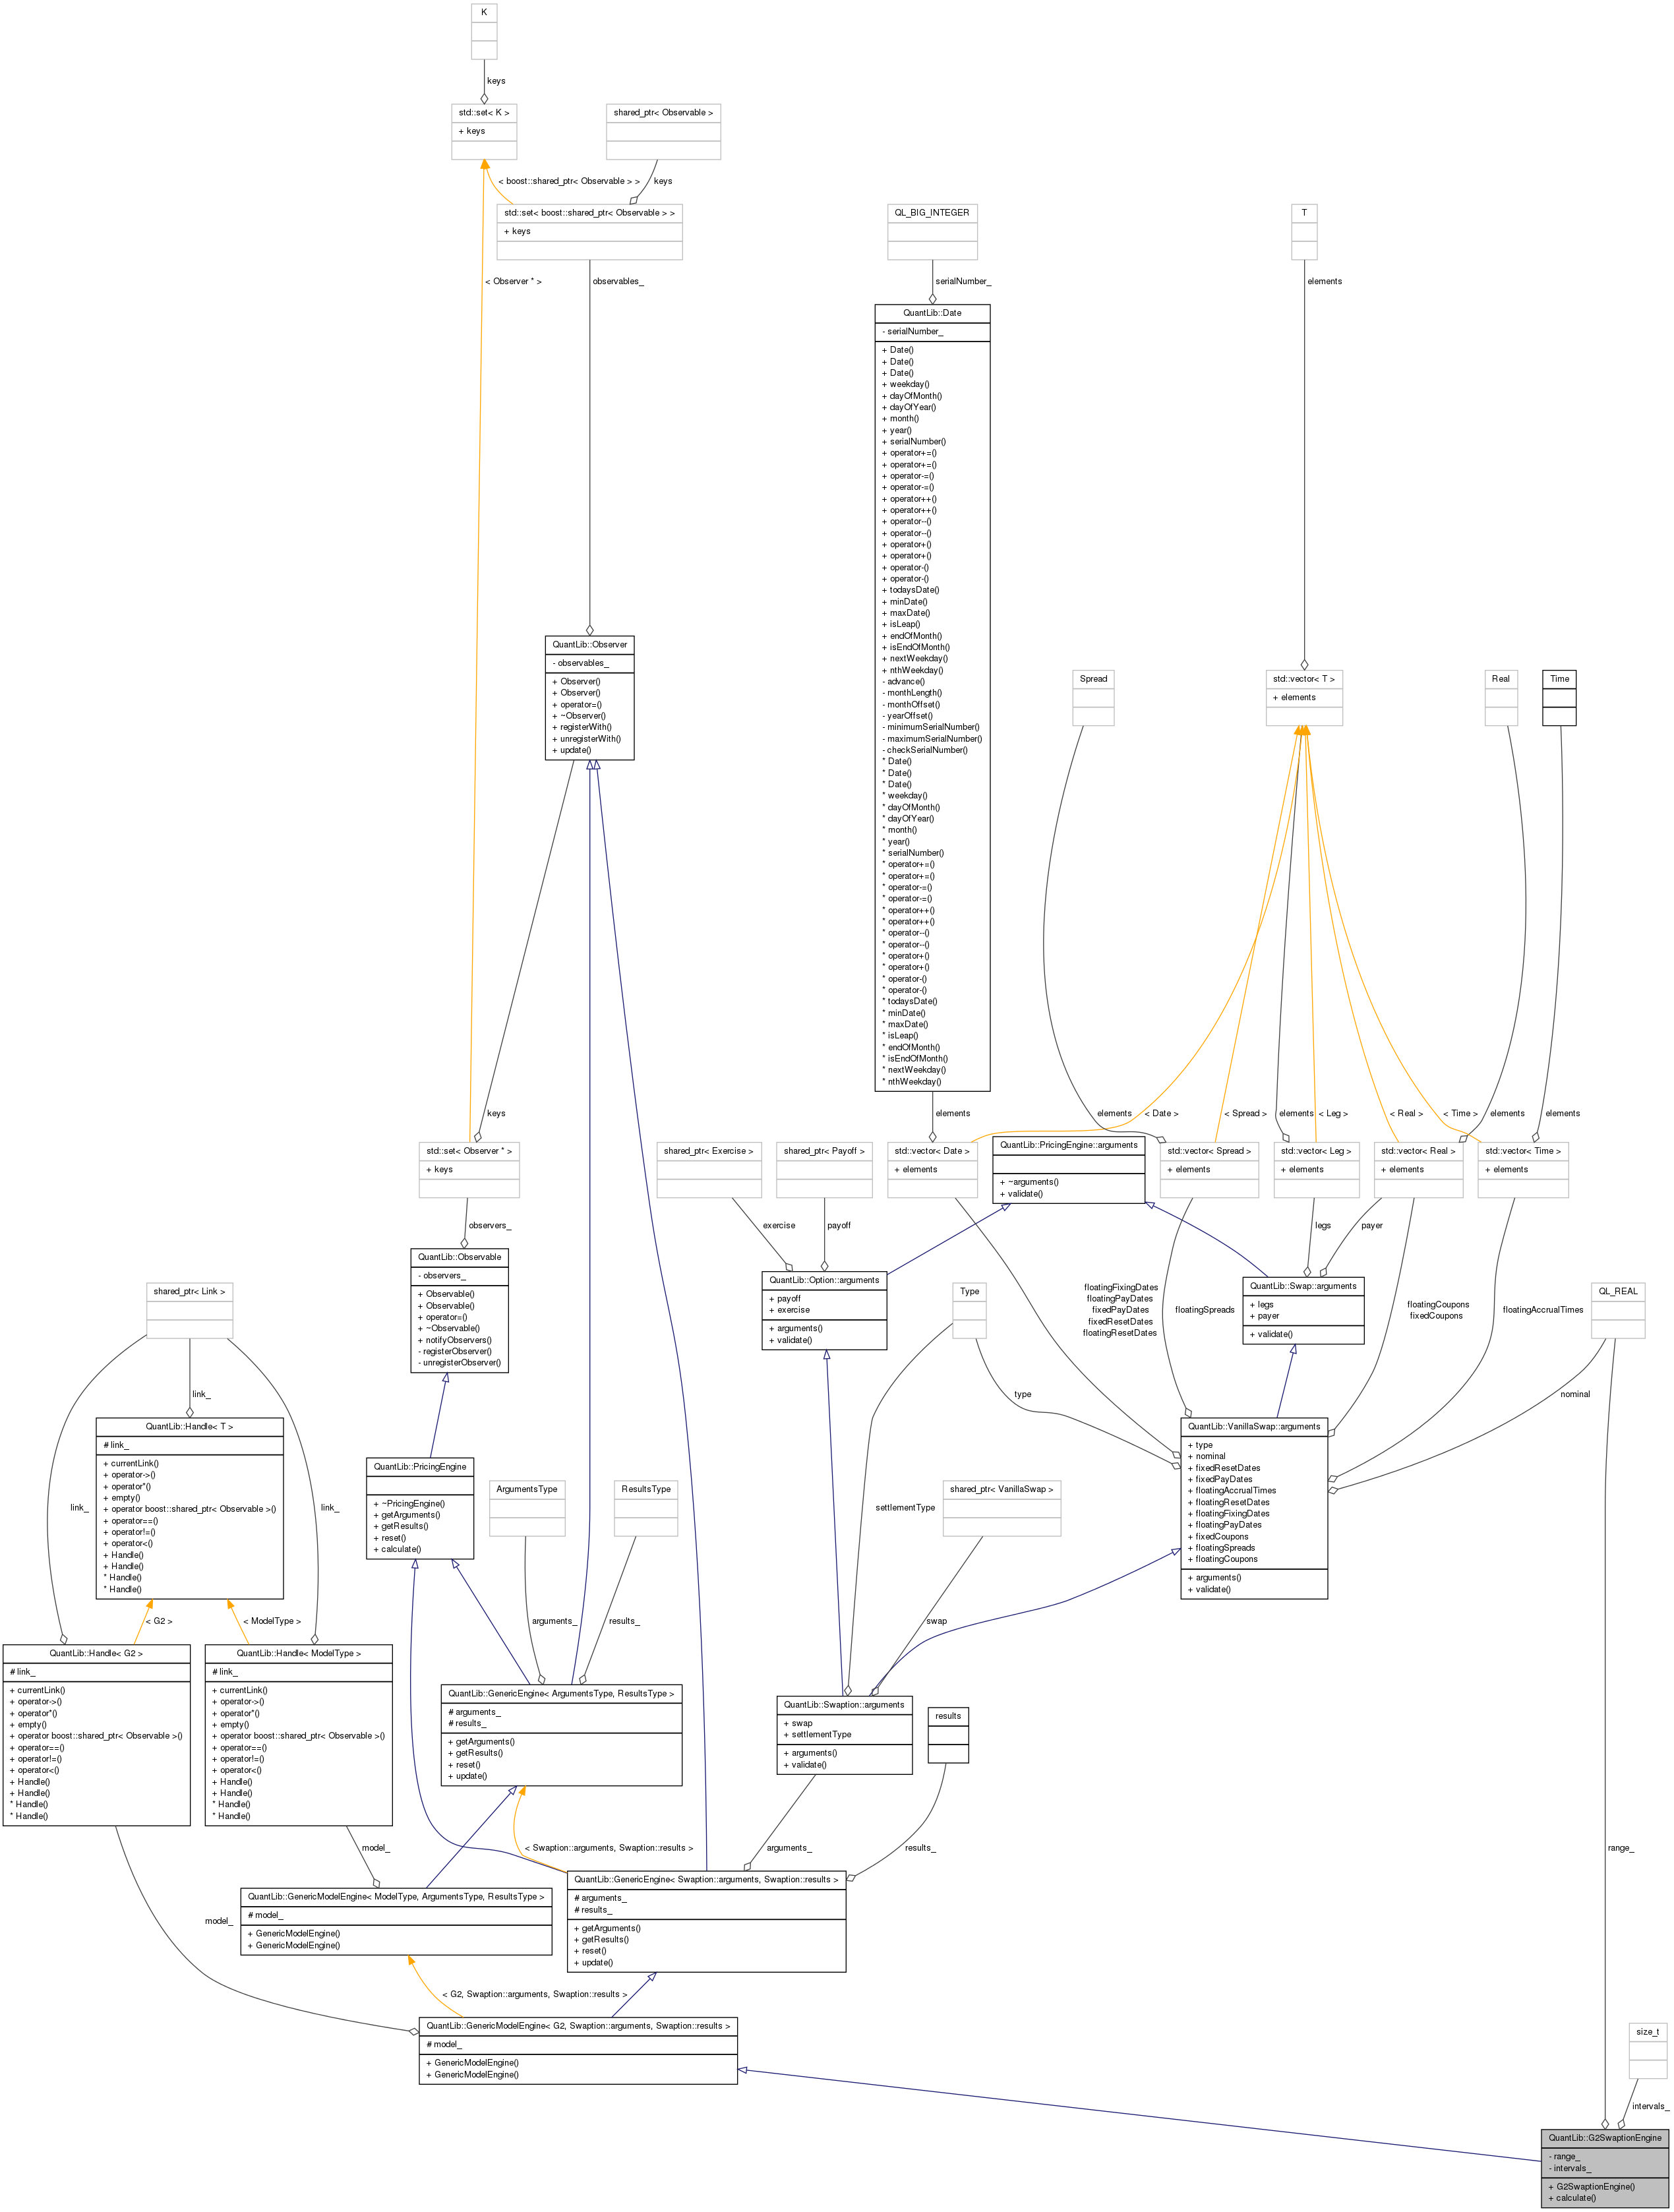 K
keys
std::set< K >
+ keys
shared_ptr< Observable >
< boost::shared_ptr< Observable > >
keys
std::set< boost::shared_ptr< Observable > >
+ keys
QL_BIG_INTEGER
T
< Observer * >
observables_
serialNumber_
elements
QuantLib::Date
- serialNumber_
+ Date()
+ Date()
+ Date()
+ weekday()
+ dayOfMonth()
+ dayOfYear()
+ month()
+ year()
+ serialNumber()
+ operator+=()
+ operator+=()
+ operator-=()
+ operator-=()
+ operator++()
+ operator++()
+ operator--()
+ operator--()
+ operator+()
+ operator+()
+ operator-()
+ operator-()
+ todaysDate()
+ minDate()
+ maxDate()
+ isLeap()
+ endOfMonth()
+ isEndOfMonth()
+ nextWeekday()
+ nthWeekday()
- advance()
- monthLength()
- monthOffset()
- yearOffset()
- minimumSerialNumber()
- maximumSerialNumber()
- checkSerialNumber()
* Date()
* Date()
* Date()
* weekday()
* dayOfMonth()
* dayOfYear()
* month()
* year()
* serialNumber()
* operator+=()
* operator+=()
* operator-=()
* operator-=()
* operator++()
* operator++()
* operator--()
* operator--()
* operator+()
* operator+()
* operator-()
* operator-()
* todaysDate()
* minDate()
* maxDate()
* isLeap()
* endOfMonth()
* isEndOfMonth()
* nextWeekday()
* nthWeekday()
QuantLib::Observer
- observables_
+ Observer()
+ Observer()
+ operator=()
+ ~Observer()
+ registerWith()
+ unregisterWith()
+ update()
Spread
std::vector< T >
+ elements
Real
Time
keys
elements
elements
< Date >
< Spread >
elements
< Leg >
< Real >
< Time >
elements
elements
std::set< Observer * >
+ keys
shared_ptr< Exercise >
shared_ptr< Payoff >
std::vector< Date >
+ elements
QuantLib::PricingEngine::arguments
+ ~arguments()
+ validate()
std::vector< Spread >
+ elements
std::vector< Leg >
+ elements
std::vector< Real >
+ elements
std::vector< Time >
+ elements
observers_
exercise
payoff
legs
payer
QuantLib::Observable
- observers_
+ Observable()
+ Observable()
+ operator=()
+ ~Observable()
+ notifyObservers()
- registerObserver()
- unregisterObserver()
QuantLib::Option::arguments
+ payoff
+ exercise
+ arguments()
+ validate()
Type
floatingFixingDates
floatingPayDates
fixedPayDates
fixedResetDates
floatingResetDates
floatingSpreads
QuantLib::Swap::arguments
+ legs
+ payer
+ validate()
floatingCoupons
fixedCoupons
floatingAccrualTimes
QL_REAL
shared_ptr< Link >
link_
type
nominal
QuantLib::Handle< T >
# link_
+ currentLink()
+ operator->()
+ operator*()
+ empty()
+ operator boost::shared_ptr< Observable >()
+ operator==()
+ operator!=()
+ operator<()
+ Handle()
+ Handle()
* Handle()
* Handle()
link_
link_
QuantLib::PricingEngine
+ ~PricingEngine()
+ getArguments()
+ getResults()
+ reset()
+ calculate()
ArgumentsType
ResultsType
settlementType
shared_ptr< VanillaSwap >
QuantLib::VanillaSwap::arguments
+ type
+ nominal
+ fixedResetDates
+ fixedPayDates
+ floatingAccrualTimes
+ floatingResetDates
+ floatingFixingDates
+ floatingPayDates
+ fixedCoupons
+ floatingSpreads
+ floatingCoupons
+ arguments()
+ validate()
< G2 >
< ModelType >
arguments_
results_
swap
QuantLib::Handle< G2 >
# link_
+ currentLink()
+ operator->()
+ operator*()
+ empty()
+ operator boost::shared_ptr< Observable >()
+ operator==()
+ operator!=()
+ operator<()
+ Handle()
+ Handle()
* Handle()
* Handle()
QuantLib::Handle< ModelType >
# link_
+ currentLink()
+ operator->()
+ operator*()
+ empty()
+ operator boost::shared_ptr< Observable >()
+ operator==()
+ operator!=()
+ operator<()
+ Handle()
+ Handle()
* Handle()
* Handle()
QuantLib::GenericEngine< ArgumentsType, ResultsType >
# arguments_
# results_
+ getArguments()
+ getResults()
+ reset()
+ update()
QuantLib::Swaption::arguments
+ swap
+ settlementType
+ arguments()
+ validate()
results
model_
< Swaption::arguments, Swaption::results >
arguments_
results_
range_
QuantLib::GenericModelEngine< ModelType, ArgumentsType, ResultsType >
# model_
+ GenericModelEngine()
+ GenericModelEngine()
model_
QuantLib::GenericEngine< Swaption::arguments, Swaption::results >
# arguments_
# results_
+ getArguments()
+ getResults()
+ reset()
+ update()
< G2, Swaption::arguments, Swaption::results >
QuantLib::GenericModelEngine< G2, Swaption::arguments, Swaption::results >
# model_
+ GenericModelEngine()
+ GenericModelEngine()
size_t
intervals_
QuantLib::G2SwaptionEngine
- range_
- intervals_
+ G2SwaptionEngine()
+ calculate()